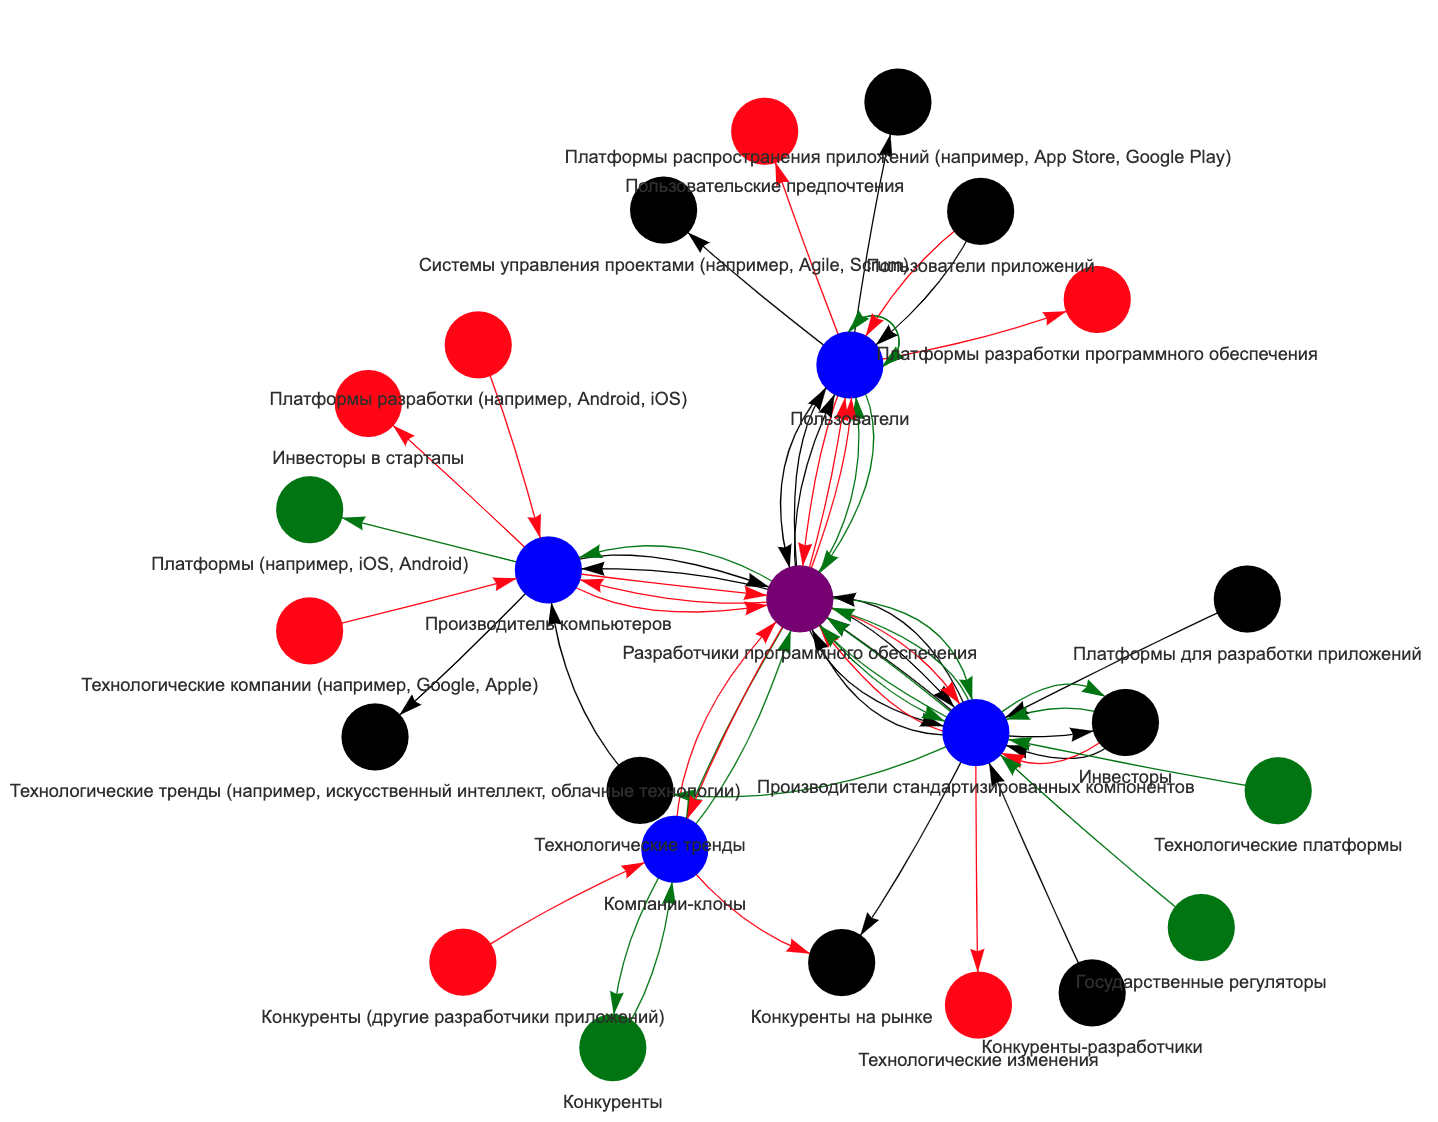 Платформы распространения приложений (например, App Store, Google Play)
Пользовательские предпочтения
Системы управления проектами (например, Agile, Scrum)
Пользователи приложений
Платформы разработки программного обеспечения
Платформы разработки (например, Android, iOS)
Пользователи
Инвесторы в стартапы
Платформы (например, iOS, Android)
Производитель компьютеров
Разработчики программного обеспечения
Платформы для разработки приложений
Технологические компании (например, Google, Apple)
Инвесторы
Производители стандартизированных компонентов
Технологические тренды (например, искусственный интеллект, облачные технологии)
Технологические тренды
Технологические платформы
Компании-клоны
Государственные регуляторы
Конкуренты (другие разработчики приложений)
Конкуренты на рынке
Конкуренты-разработчики
Технологические изменения
Конкуренты